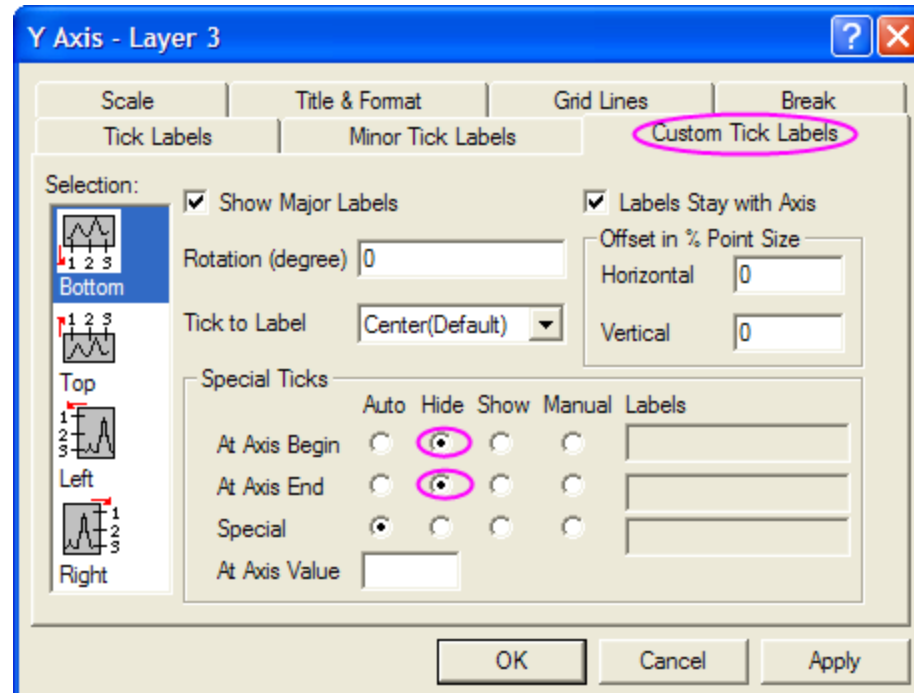 Y Axis - Layer 3
?
Scale Title & Format Grid Lines Break
Tick Labels Minor Tick Labels Custom Tick Labels
Selection:
1 2 3
Bottom
1 2 3
Top
1
2
3
Left
1
2
3
Right
Show Major Labels
Labels Stay with Axis
Rotation (degree) 0
Offset in % Point Size
Horizontal 0
Tick to Label Center(Default)
Vertical 0
Special Ticks
Auto Hide Show Manual Labels
At Axis Begin
At Axis End
Special
At Axis Value
OK Cancel Apply